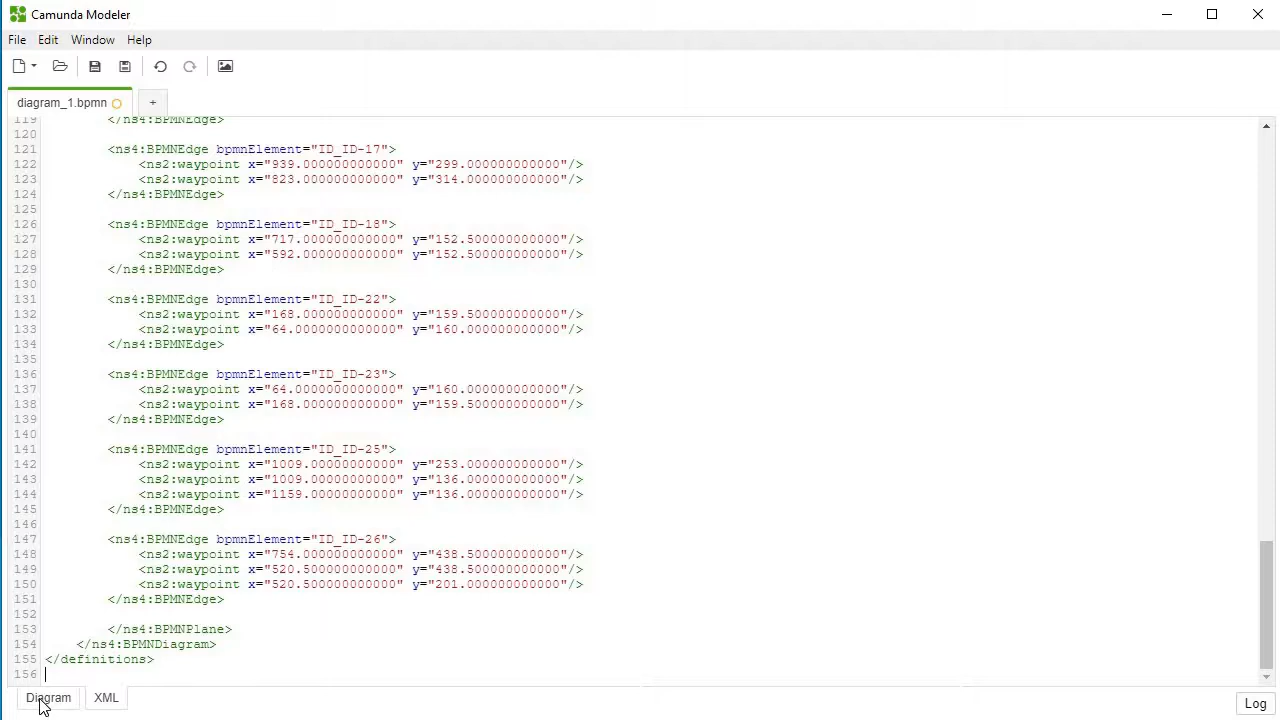 Camunda Modeler
File Edit Window Help
diagram_1.bpmn +
119 </ns4:BPMNEdge>
120
121 <ns4:BPMNEdge bpmnElement="ID_ID-17">
122 <ns2:waypoint x="939.000000000000" y="299.000000000000"/>
123 <ns2:waypoint x="823.000000000000" y="314.000000000000"/>
124 </ns4:BPMNEdge>
125
126 <ns4:BPMNEdge bpmnElement="ID_ID-18">
127 <ns2:waypoint x="717.000000000000" y="152.500000000000"/>
128 <ns2:waypoint x="592.000000000000" y="152.500000000000"/>
129 </ns4:BPMNEdge>
130
131 <ns4:BPMNEdge bpmnElement="ID_ID-22">
132 <ns2:waypoint x="168.000000000000" y="159.500000000000"/>
133 <ns2:waypoint x="64.0000000000000" y="160.000000000000"/>
134 </ns4:BPMNEdge>
135
136 <ns4:BPMNEdge bpmnElement="ID_ID-23">
137 <ns2:waypoint x="64.0000000000000" y="160.000000000000"/>
138 <ns2:waypoint x="168.000000000000" y="159.500000000000"/>
139 </ns4:BPMNEdge>
140
141 <ns4:BPMNEdge bpmnElement="ID_ID-25">
142 <ns2:waypoint x="1009.00000000000" y="253.000000000000"/>
143 <ns2:waypoint x="1009.00000000000" y="136.000000000000"/>
144 <ns2:waypoint x="1159.00000000000" y="136.000000000000"/>
145 </ns4:BPMNEdge>
146
147 <ns4:BPMNEdge bpmnElement="ID_ID-26">
148 <ns2:waypoint x="754.000000000000" y="438.500000000000"/>
149 <ns2:waypoint x="520.500000000000" y="438.500000000000"/>
150 <ns2:waypoint x="520.500000000000" y="201.000000000000"/>
151 </ns4:BPMNEdge>
152
153 </ns4:BPMNPlane>
154 </ns4:BPMNDiagram>
155 </definitions>
156
Diagram XML Log